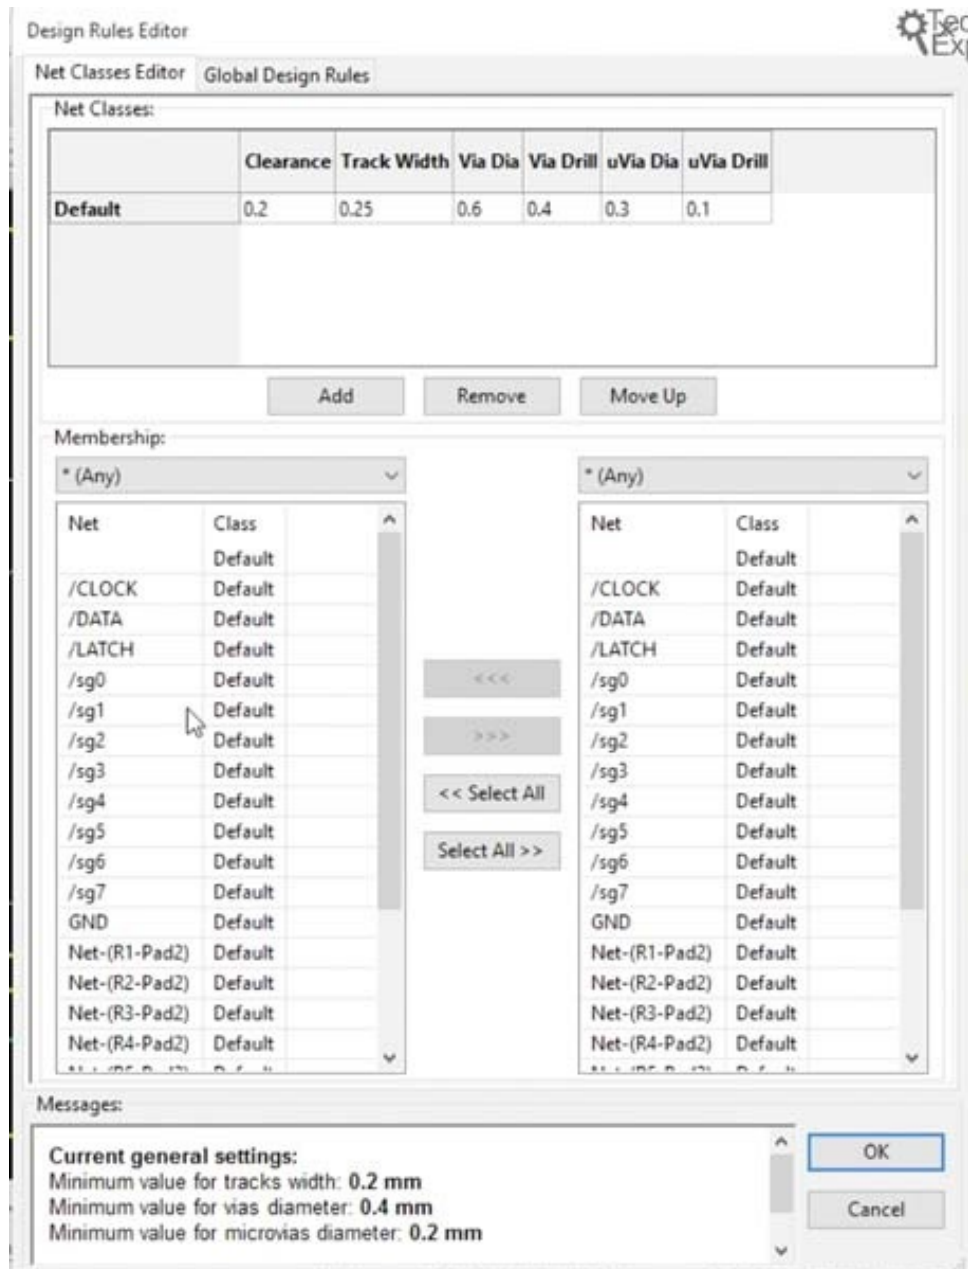 Design Rules Editor
Net Classes Editor Global Design Rules
Net Classes:
Clearance Track Width Via Dia Via Drill uVia Dia uVia Drill
Default 0.2 0.25 0.6 0.4 0.3 0.1
Add Remove Move Up
Membership:
* (Any) * (Any)
Net Class Net Class
Default Default
/CLOCK Default /CLOCK Default
/DATA Default /DATA Default
/LATCH Default /LATCH Default
/sg0 Default <<< /sg0 Default
/sg1 Default /sg1 Default
/sg2 Default >>> /sg2 Default
/sg3 Default /sg3 Default
/sg4 Default << Select All /sg4 Default
/sg5 Default /sg5 Default
/sg6 Default Select All >> /sg6 Default
/sg7 Default /sg7 Default
GND Default GND Default
Net-(R1-Pad2) Default Net-(R1-Pad2) Default
Net-(R2-Pad2) Default Net-(R2-Pad2) Default
Net-(R3-Pad2) Default Net-(R3-Pad2) Default
Net-(R4-Pad2) Default Net-(R4-Pad2) Default
Messages:
Current general settings:
Minimum value for tracks width: 0.2 mm
Minimum value for vias diameter: 0.4 mm
Minimum value for microvias diameter: 0.2 mm
OK
Cancel